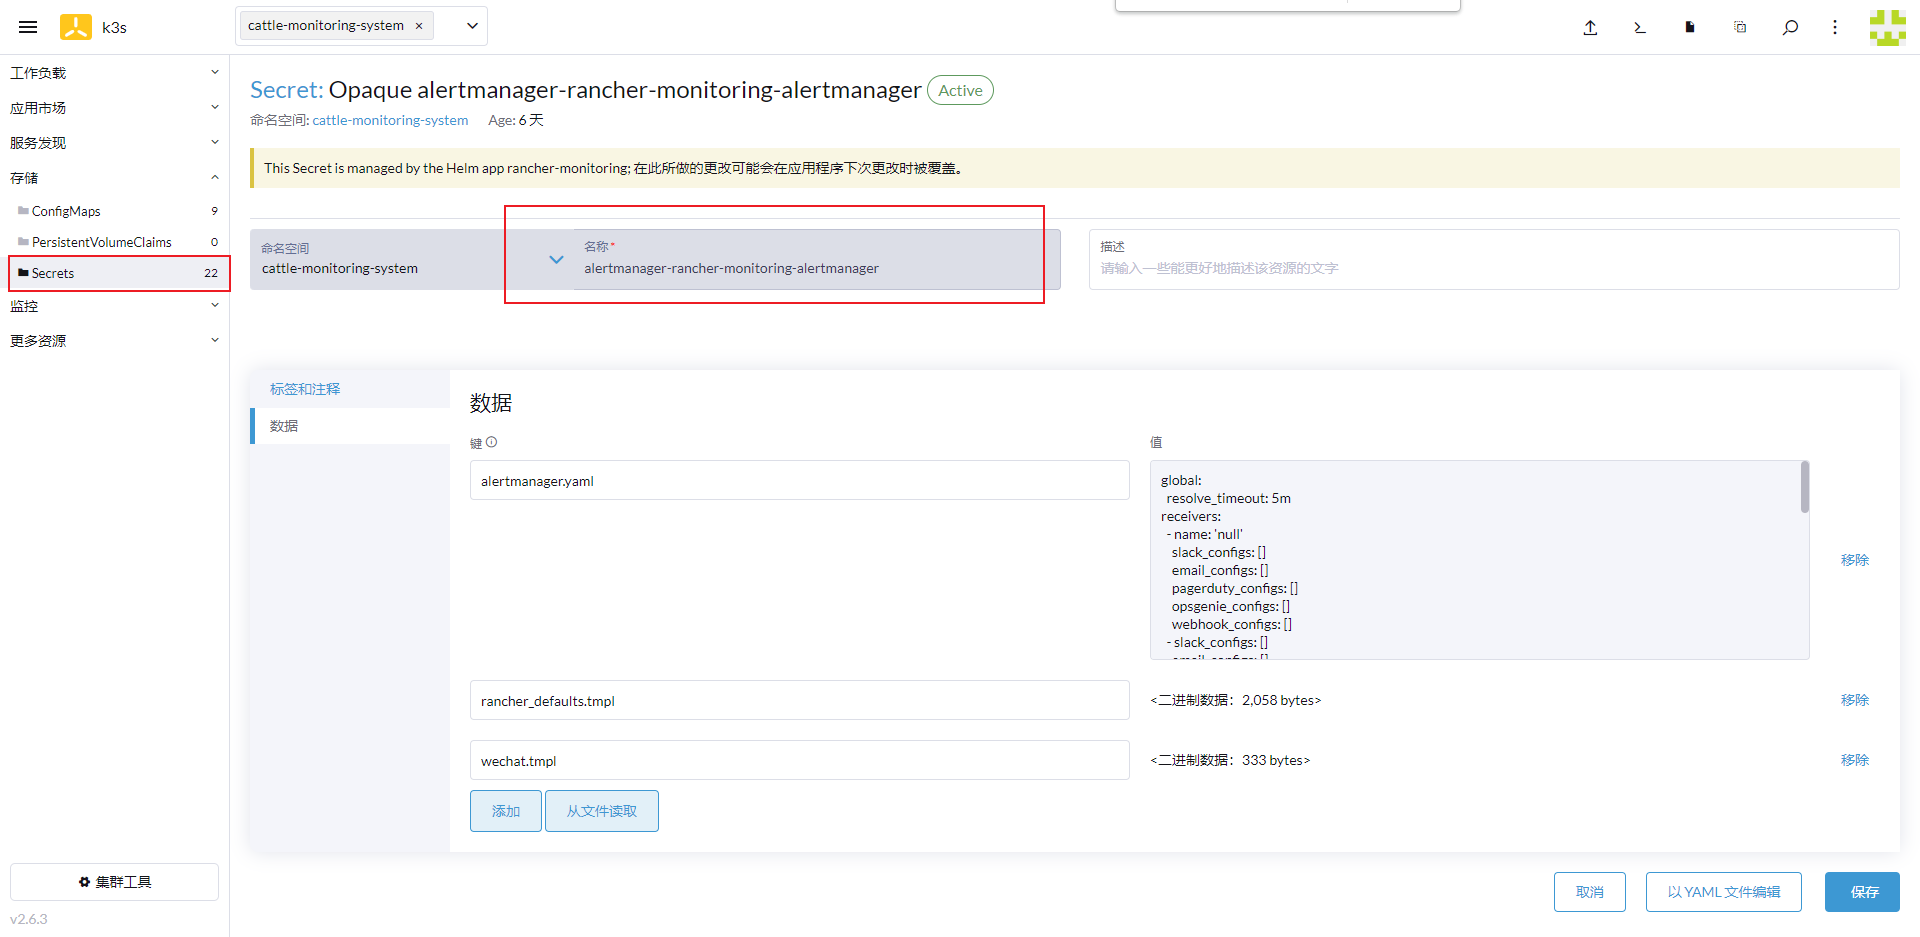 k3s
cattle-monitoring-system ×
工作负载
应用市场
服务发现
存储
ConfigMaps 9
PersistentVolumeClaims 0
Secrets 22
监控
更多资源
集群工具
v2.6.3
Secret: Opaque alertmanager-rancher-monitoring-alertmanager Active
命名空间: cattle-monitoring-system Age: 6 天
This Secret is managed by the Helm app rancher-monitoring; 在此所做的更改可能会在应用程序下次更改时被覆盖。
命名空间
cattle-monitoring-system
名称 *
alertmanager-rancher-monitoring-alertmanager
描述
请输入一些能更好地描述该资源的文字
标签和注释
数据
数据
键
值
alertmanager.yaml
global:
resolve_timeout: 5m
receivers:
- name: 'null'
slack_configs: []
email_configs: []
pagerduty_configs: []
opsgenie_configs: []
webhook_configs: []
- slack_configs: []
移除
rancher_defaults.tmpl
<二进制数据：2,058 bytes>
移除
wechat.tmpl
<二进制数据：333 bytes>
移除
添加
从文件读取
取消
以 YAML 文件编辑
保存